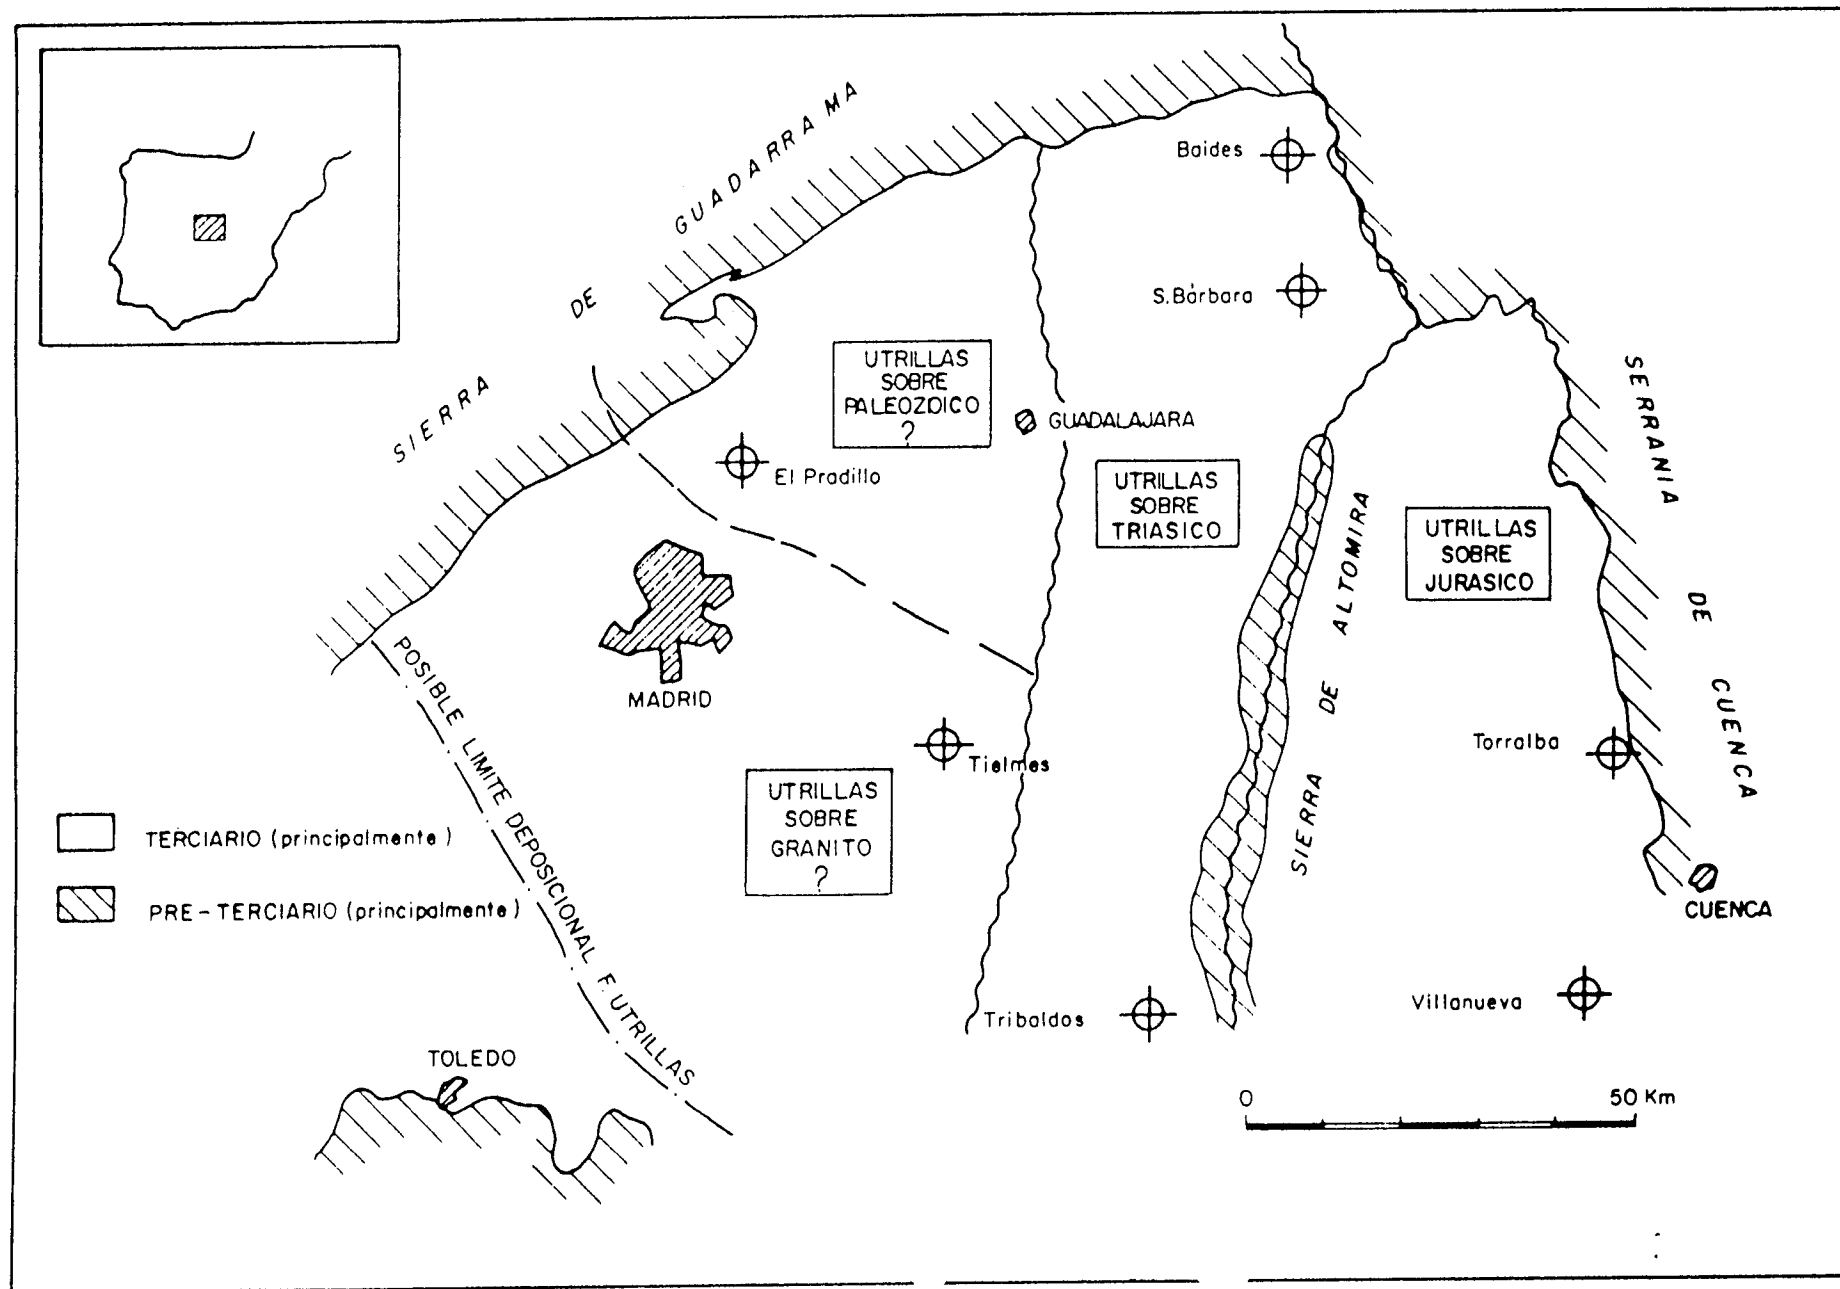 SIERRA DE GUADARRAMA
Baides
S.Bárbara
UTRILLAS
SOBRE
PALEOZOICO
?
GUADALAJARA
El Pradillo
UTRILLAS
SOBRE
TRIASICO
SIERRA DE ALTOMIRA
UTRILLAS
SOBRE
JURASICO
SERRANIA DE CUENCA
MADRID
POSIBLE LIMITE DEPOSICIONAL F. UTRILLAS
Tielmes
Torralba
UTRILLAS
SOBRE
GRANITO
?
TERCIARIO (principalmente)
PRE-TERCIARIO (principalmente)
CUENCA
Tribaldos
Villanueva
TOLEDO
0 50 Km